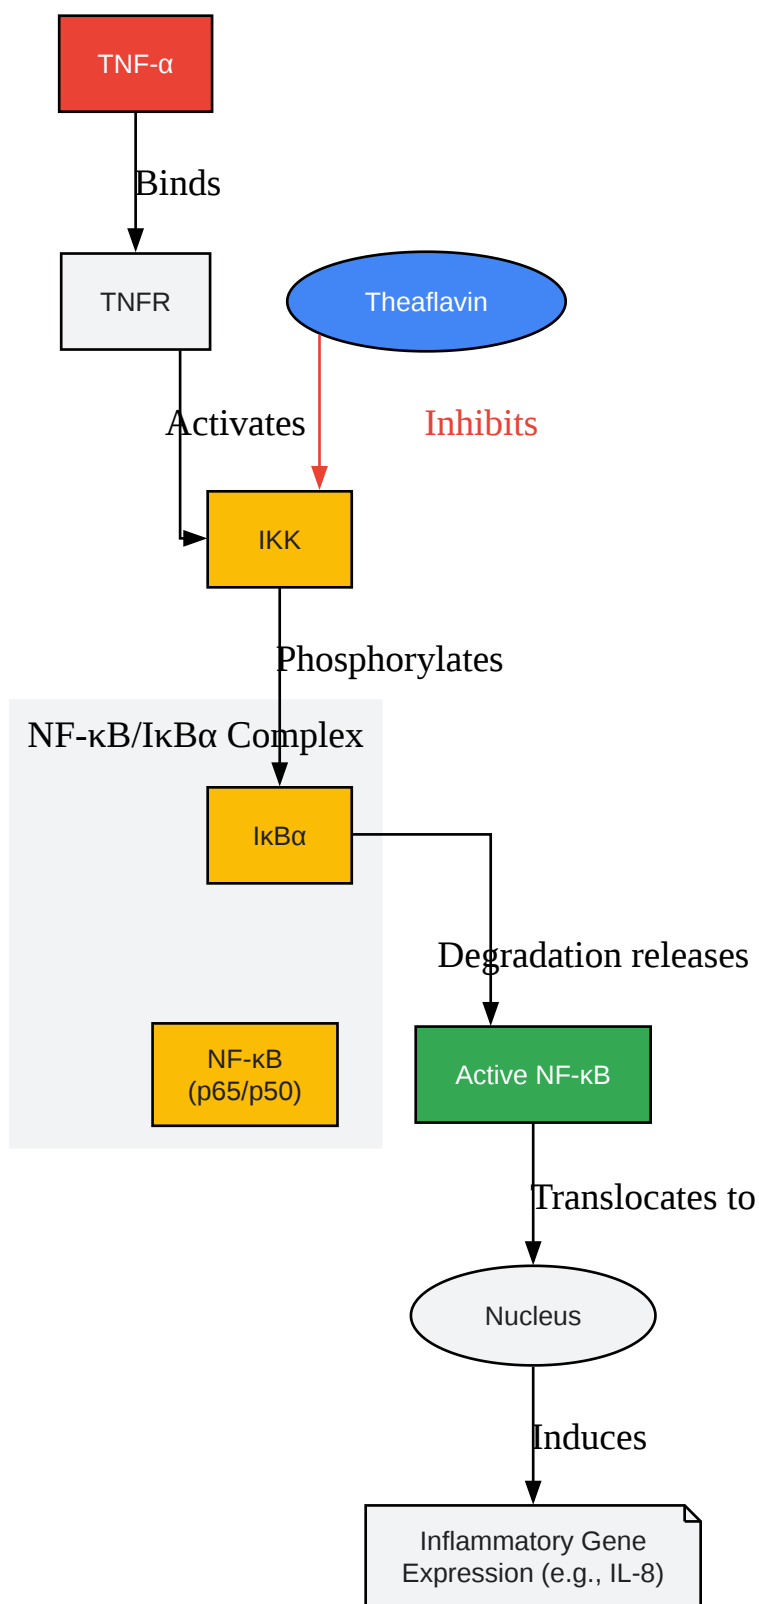 TNF-α
Binds
TNFR
Theaflavin
Activates
Inhibits
IKK
Phosphorylates
NF-κB/IκBα Complex
IκBα
Degradation releases
NF-κB
(p65/p50)
Active NF-κB
Translocates to
Nucleus
Induces
Inflammatory Gene
Expression (e.g., IL-8)